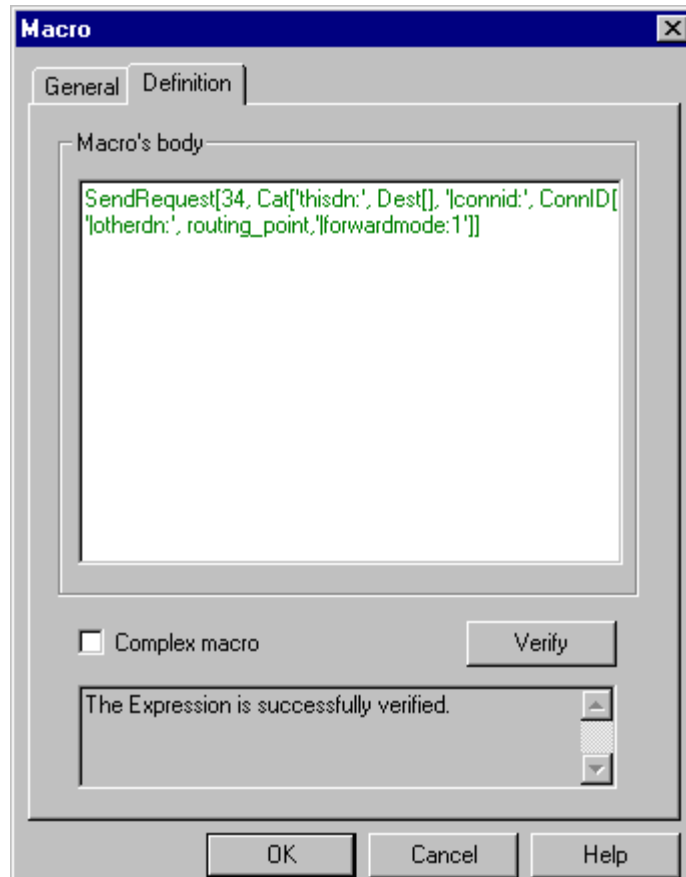 Macro
General Definition
Macro's body
SendRequest[34, Cat['thisdn:', Dest[], '|connid:', ConnID[
'|otherdn:', routing_point,'|forwardmode:1']]
Complex macro Verify
The Expression is successfully verified.
OK Cancel Help